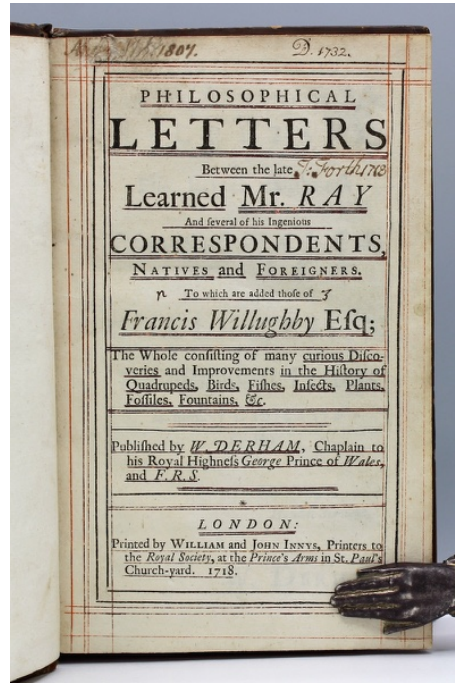 1807.
D. 1732.
PHILOSOPHICAL
LETTERS
Between the late J: Forth 1762
Learned Mr. RAY
And ſeveral of his Ingenious
CORRESPONDENTS,
NATIVES and FOREIGNERS.
To which are added thoſe of
Francis Willughby Eſq;
The Whole conſiſting of many curious Diſco-
veries and Improvements in the Hiſtory of
Quadrupeds, Birds, Fiſhes, Inſects, Plants,
Foſſiles, Fountains, &c.
Publiſhed by W. DERHAM, Chaplain to
his Royal Highneſs George Prince of Wales,
and F. R. S.
LONDON:
Printed by WILLIAM and JOHN INNYS, Printers to
the Royal Society, at the Prince's Arms in St. Paul's
Church-yard. 1718.